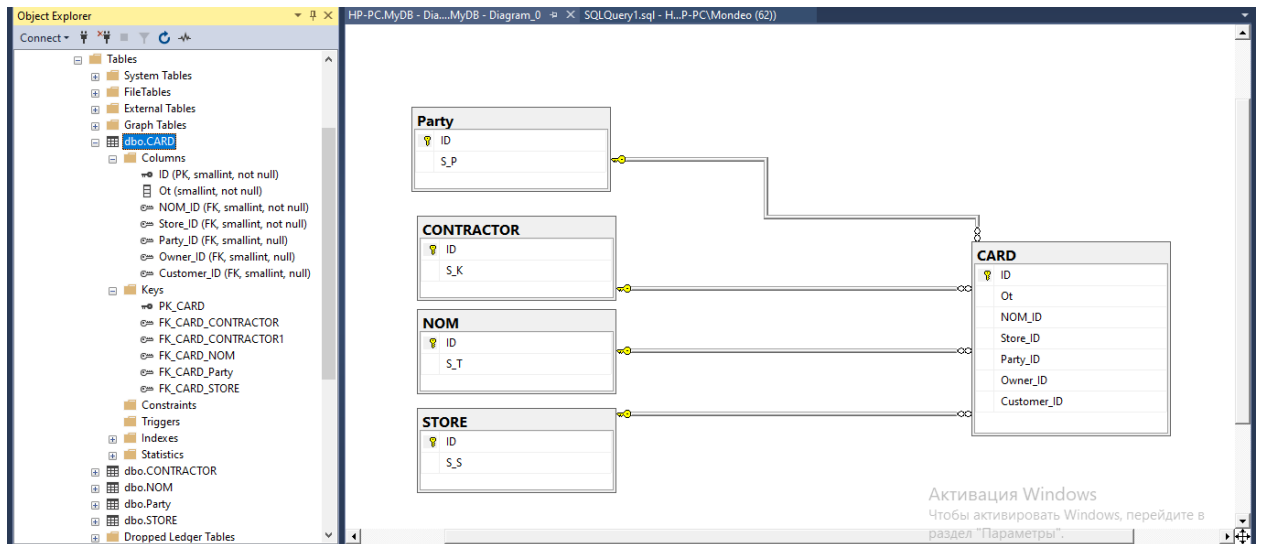 Object Explorer
HP-PC.MyDB - Dia....MyDB - Diagram_0
SQLQuery1.sql - H...P-PC\Mondeo (62))
Connect
Tables
System Tables
FileTables
External Tables
Graph Tables
dbo.CARD
Columns
ID (PK, smallint, not null)
Ot (smallint, not null)
NOM_ID (FK, smallint, not null)
Store_ID (FK, smallint, not null)
Party_ID (FK, smallint, null)
Owner_ID (FK, smallint, null)
Customer_ID (FK, smallint, null)
Keys
PK_CARD
FK_CARD_CONTRACTOR
FK_CARD_CONTRACTOR1
FK_CARD_NOM
FK_CARD_Party
FK_CARD_STORE
Constraints
Triggers
Indexes
Statistics
dbo.CONTRACTOR
dbo.NOM
dbo.Party
dbo.STORE
Dropped Ledger Tables
Party
ID
S_P
CONTRACTOR
ID
S_K
NOM
ID
S_T
STORE
ID
S_S
CARD
ID
Ot
NOM_ID
Store_ID
Party_ID
Owner_ID
Customer_ID
Активация Windows
Чтобы активировать Windows, перейдите в
раздел "Параметры".